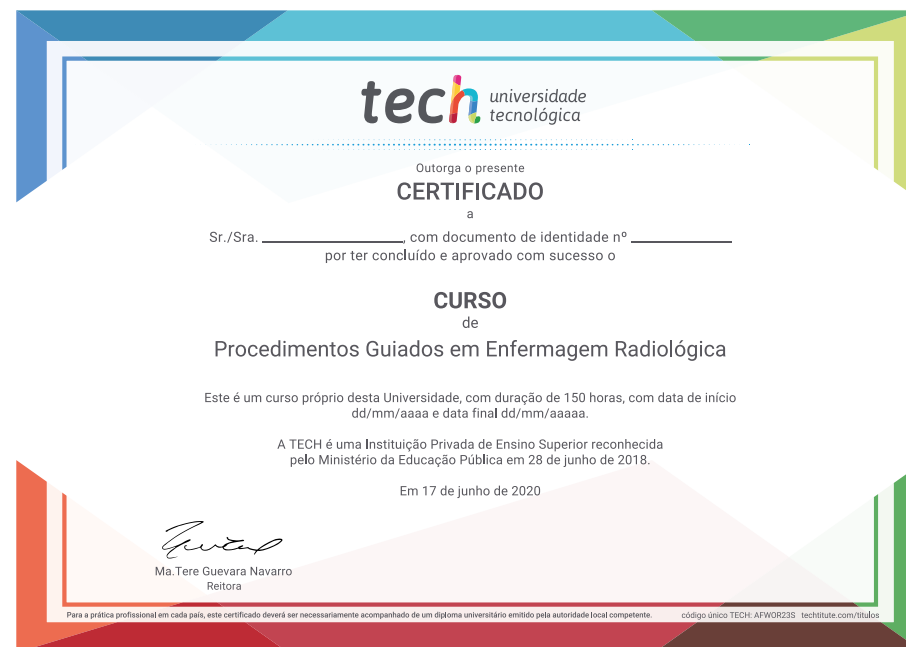 tech universidade
tecnológica
Outorga o presente
CERTIFICADO
a
Sr./Sra. ____________________, com documento de identidade nº ______________
por ter concluído e aprovado com sucesso o
CURSO
de
Procedimentos Guiados em Enfermagem Radiológica
Este é um curso próprio desta Universidade, com duração de 150 horas, com data de início
dd/mm/aaaa e data final dd/mm/aaaaa.
A TECH é uma Instituição Privada de Ensino Superior reconhecida
pelo Ministério da Educação Pública em 28 de junho de 2018.
Em 17 de junho de 2020
Ma.Tere Guevara Navarro
Reitora
Para a prática profissional em cada país, este certificado deverá ser necessariamente acompanhado de um diploma universitário emitido pela autoridade local competente. código único TECH: AFWOR23S techtitute.com/títulos